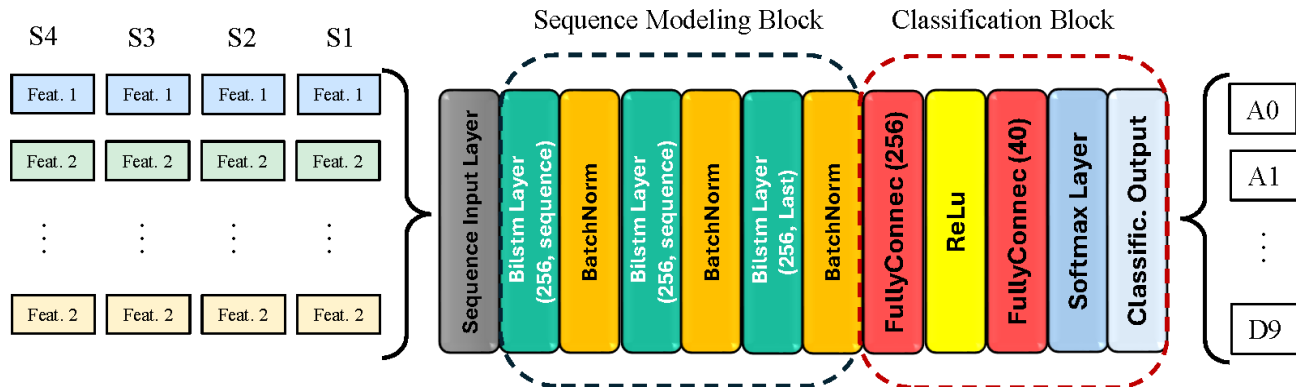 Sequence Modeling Block
Classification Block
S4 S3 S2 S1
Feat. 1 Feat. 1 Feat. 1 Feat. 1
Feat. 2 Feat. 2 Feat. 2 Feat. 2
Feat. 2 Feat. 2 Feat. 2 Feat. 2
Sequence Input Layer
Bilstm Layer
(256, sequence)
BatchNorm
Bilstm Layer
(256, sequence)
BatchNorm
Bilstm Layer
(256, Last)
BatchNorm
FullyConnec (256)
ReLu
FullyConnec (40)
Softmax Layer
Classific. Output
A0
A1
D9